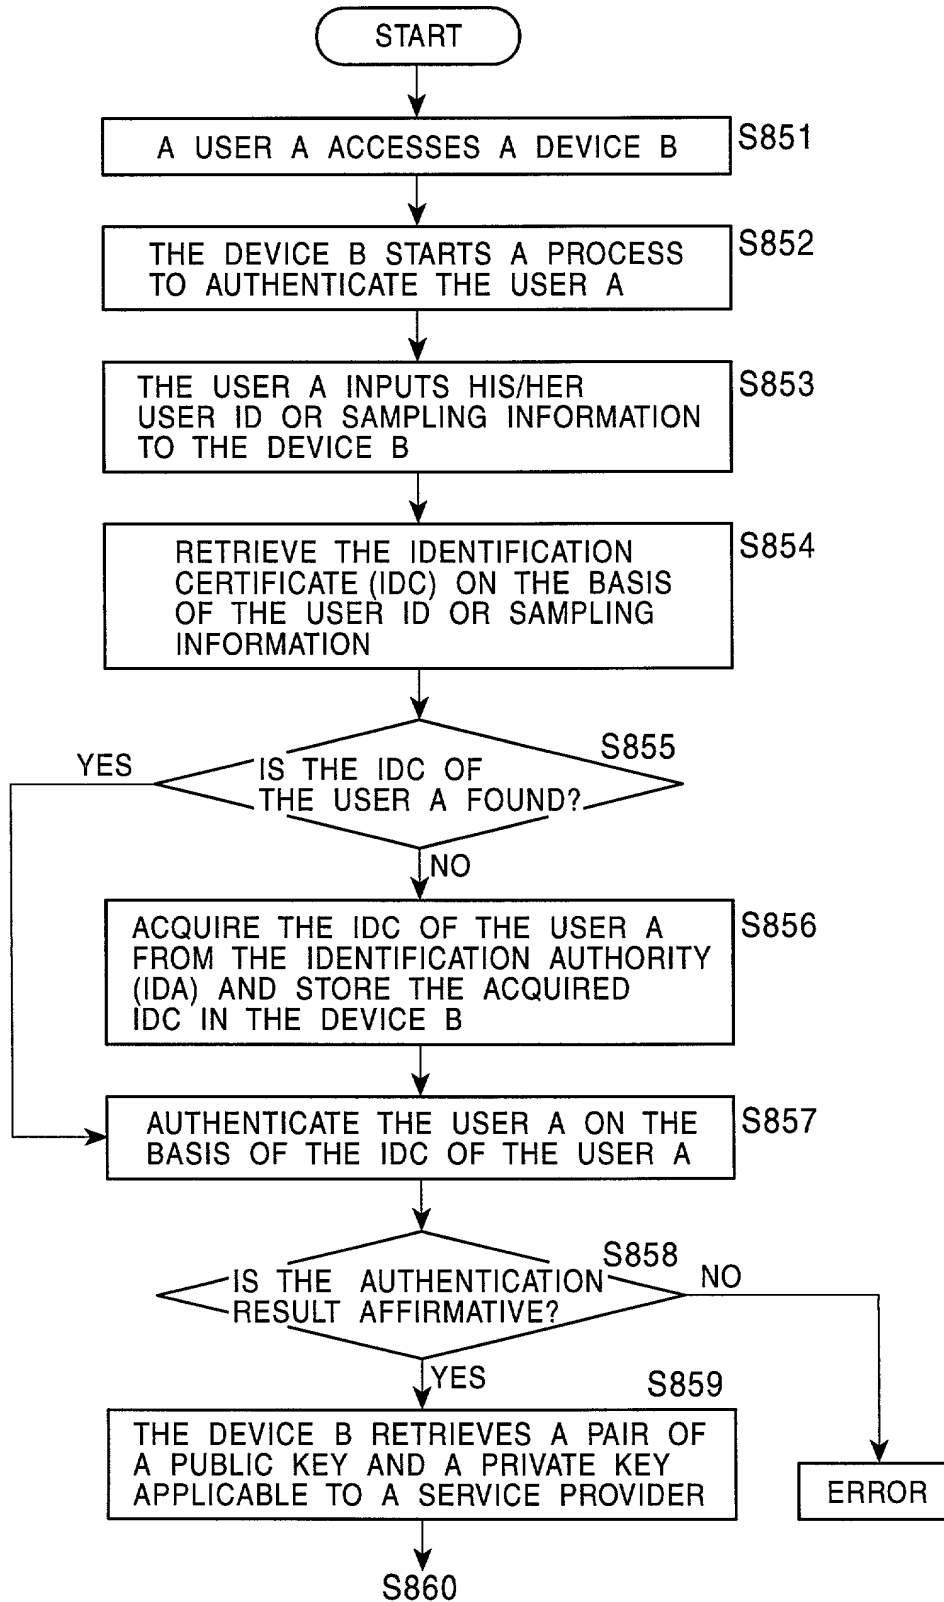 START
A USER A ACCESSES A DEVICE B
S851
THE DEVICE B STARTS A PROCESS
TO AUTHENTICATE THE USER A
S852
THE USER A INPUTS HIS/HER
USER ID OR SAMPLING INFORMATION
TO THE DEVICE B
S853
RETRIEVE THE IDENTIFICATION
CERTIFICATE (IDC) ON THE BASIS
OF THE USER ID OR SAMPLING
INFORMATION
S854
S855
YES
IS THE IDC OF
THE USER A FOUND?
NO
ACQUIRE THE IDC OF THE USER A
FROM THE IDENTIFICATION AUTHORITY
(IDA) AND STORE THE ACQUIRED
IDC IN THE DEVICE B
S856
AUTHENTICATE THE USER A ON THE
BASIS OF THE IDC OF THE USER A
S857
S858
IS THE AUTHENTICATION
RESULT AFFIRMATIVE?
NO
YES
S859
THE DEVICE B RETRIEVES A PAIR OF
A PUBLIC KEY AND A PRIVATE KEY
APPLICABLE TO A SERVICE PROVIDER
ERROR
S860